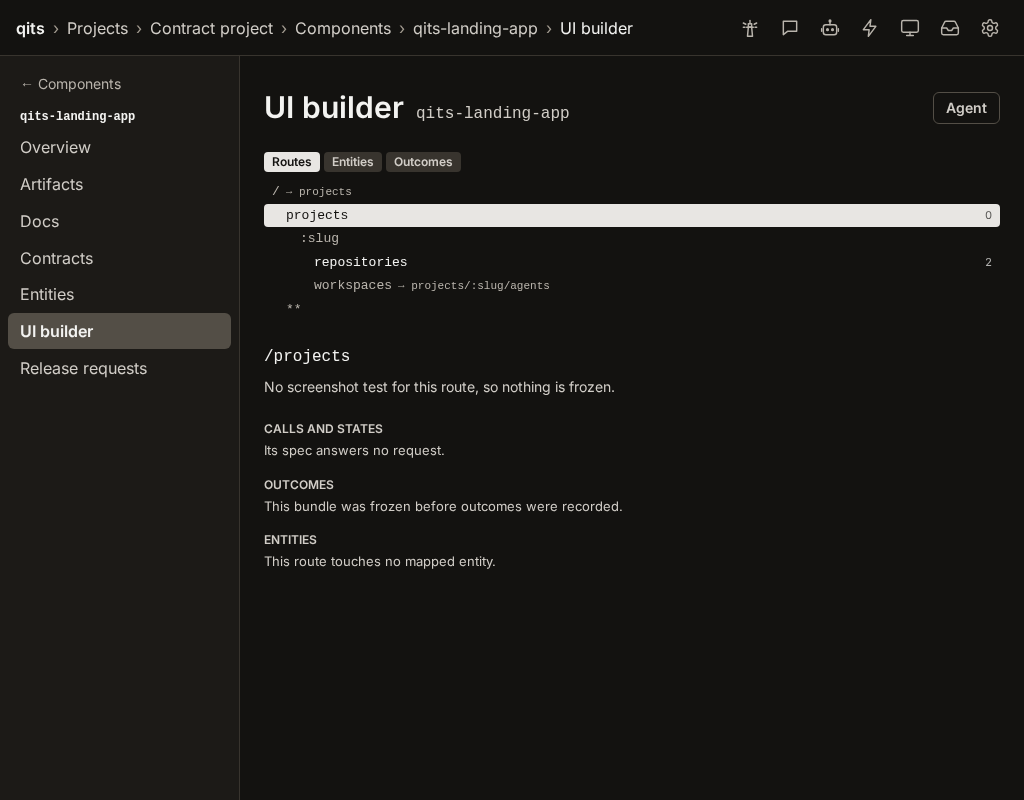 qits › Projects › Contract project › Components › qits-landing-app › UI builder
← Components
qits-landing-app
Overview
Artifacts
Docs
Contracts
Entities
UI builder
Release requests
UI builder qits-landing-app
Agent
Routes Entities Outcomes
/ → projects
projects 0
:slug
repositories 2
workspaces → projects/:slug/agents
**
/projects
No screenshot test for this route, so nothing is frozen.
CALLS AND STATES
Its spec answers no request.
OUTCOMES
This bundle was frozen before outcomes were recorded.
ENTITIES
This route touches no mapped entity.